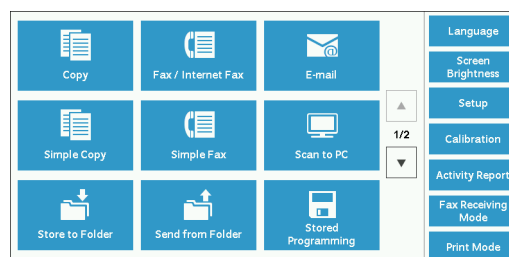 Copy
Fax / Internet Fax
E-mail
Simple Copy
Simple Fax
Scan to PC
Store to Folder
Send from Folder
Stored
Programming
1/2
Language
Screen
Brightness
Setup
Calibration
Activity Report
Fax Receiving
Mode
Print Mode